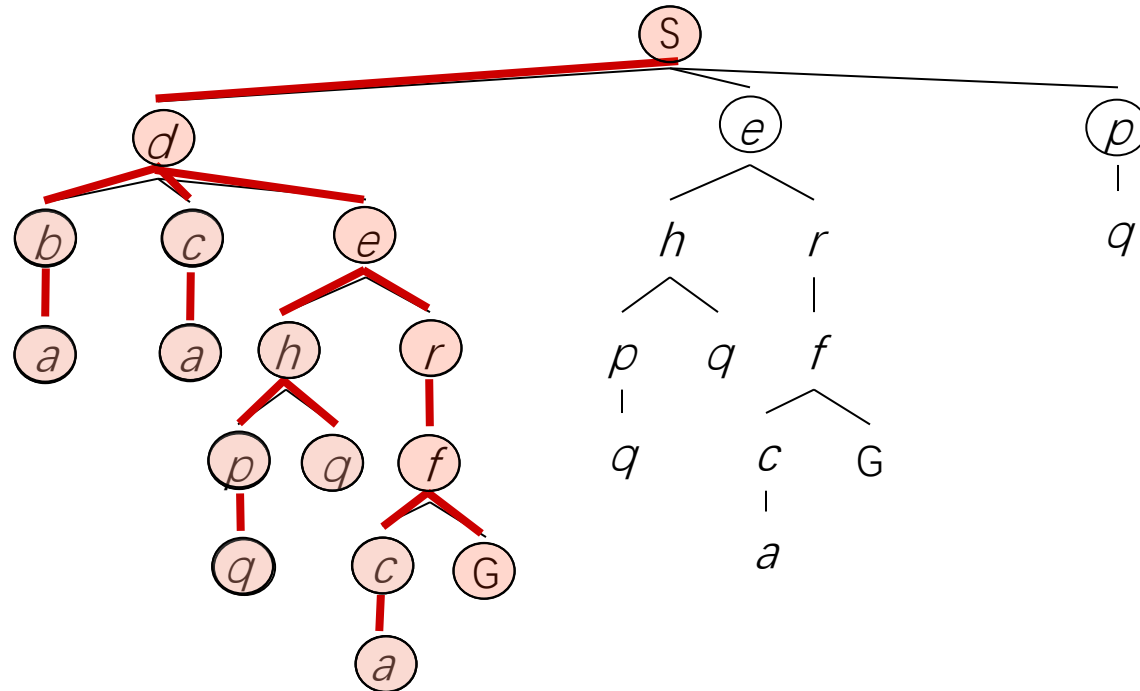 S
d e p
b c e h r q
a a h r p q f
p q f q c G
q c G a
a